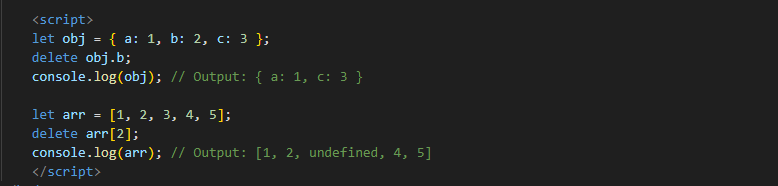 <script>
let obj = { a: 1, b: 2, c: 3 };
delete obj.b;
console.log(obj); // Output: { a: 1, c: 3 }
let arr = [1, 2, 3, 4, 5];
delete arr[2];
console.log(arr); // Output: [1, 2, undefined, 4, 5]
</script>